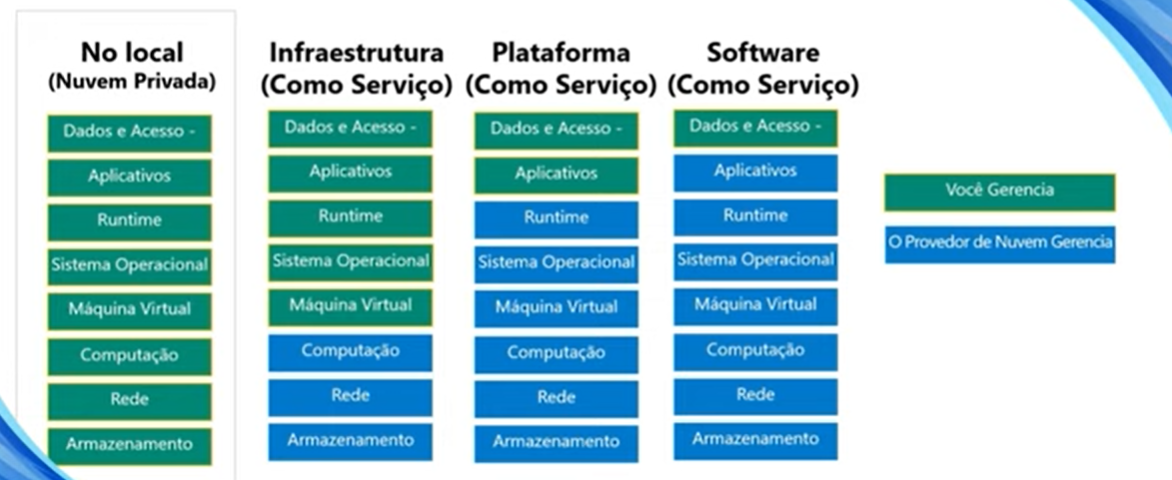 No local
(Nuvem Privada)
Dados e Acesso -
Aplicativos
Runtime
Sistema Operacional
Máquina Virtual
Computação
Rede
Armazenamento
Infraestrutura
(Como Serviço)
Dados e Acesso -
Aplicativos
Runtime
Sistema Operacional
Máquina Virtual
Computação
Rede
Armazenamento
Plataforma
(Como Serviço)
Dados e Acesso -
Aplicativos
Runtime
Sistema Operacional
Máquina Virtual
Computação
Rede
Armazenamento
Software
(Como Serviço)
Dados e Acesso -
Aplicativos
Runtime
Sistema Operacional
Máquina Virtual
Computação
Rede
Armazenamento
Você Gerencia
O Provedor de Nuvem Gerencia